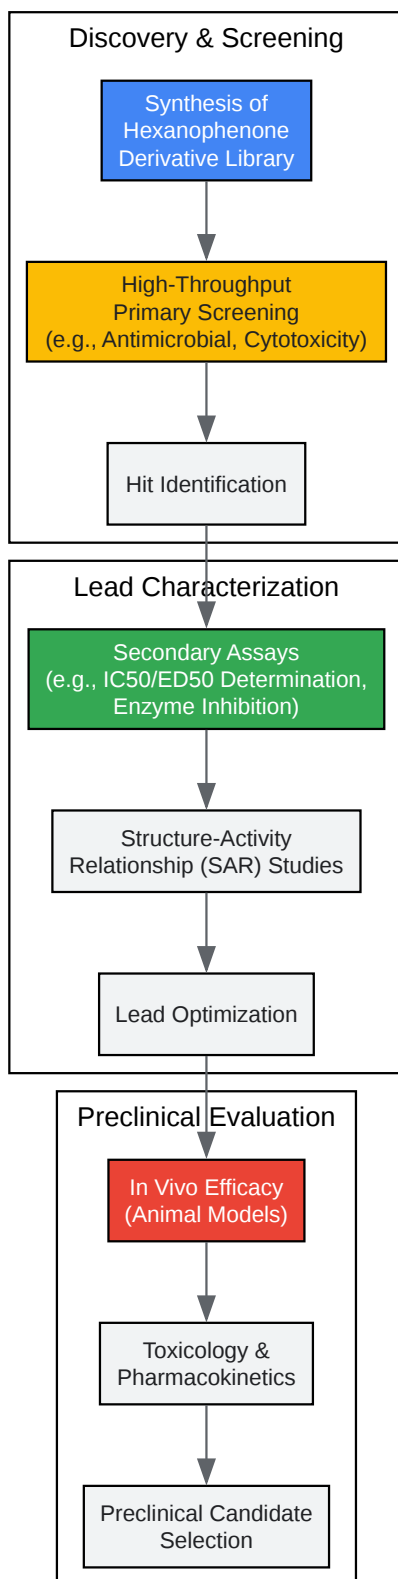 Discovery & Screening
Synthesis of
Hexanophenone
Derivative Library
High-Throughput
Primary Screening
(e.g., Antimicrobial, Cytotoxicity)
Hit Identification
Lead Characterization
Secondary Assays
(e.g., IC50/ED50 Determination,
Enzyme Inhibition)
Structure-Activity
Relationship (SAR) Studies
Lead Optimization
Preclinical Evaluation
In Vivo Efficacy
(Animal Models)
Toxicology &
Pharmacokinetics
Preclinical Candidate
Selection